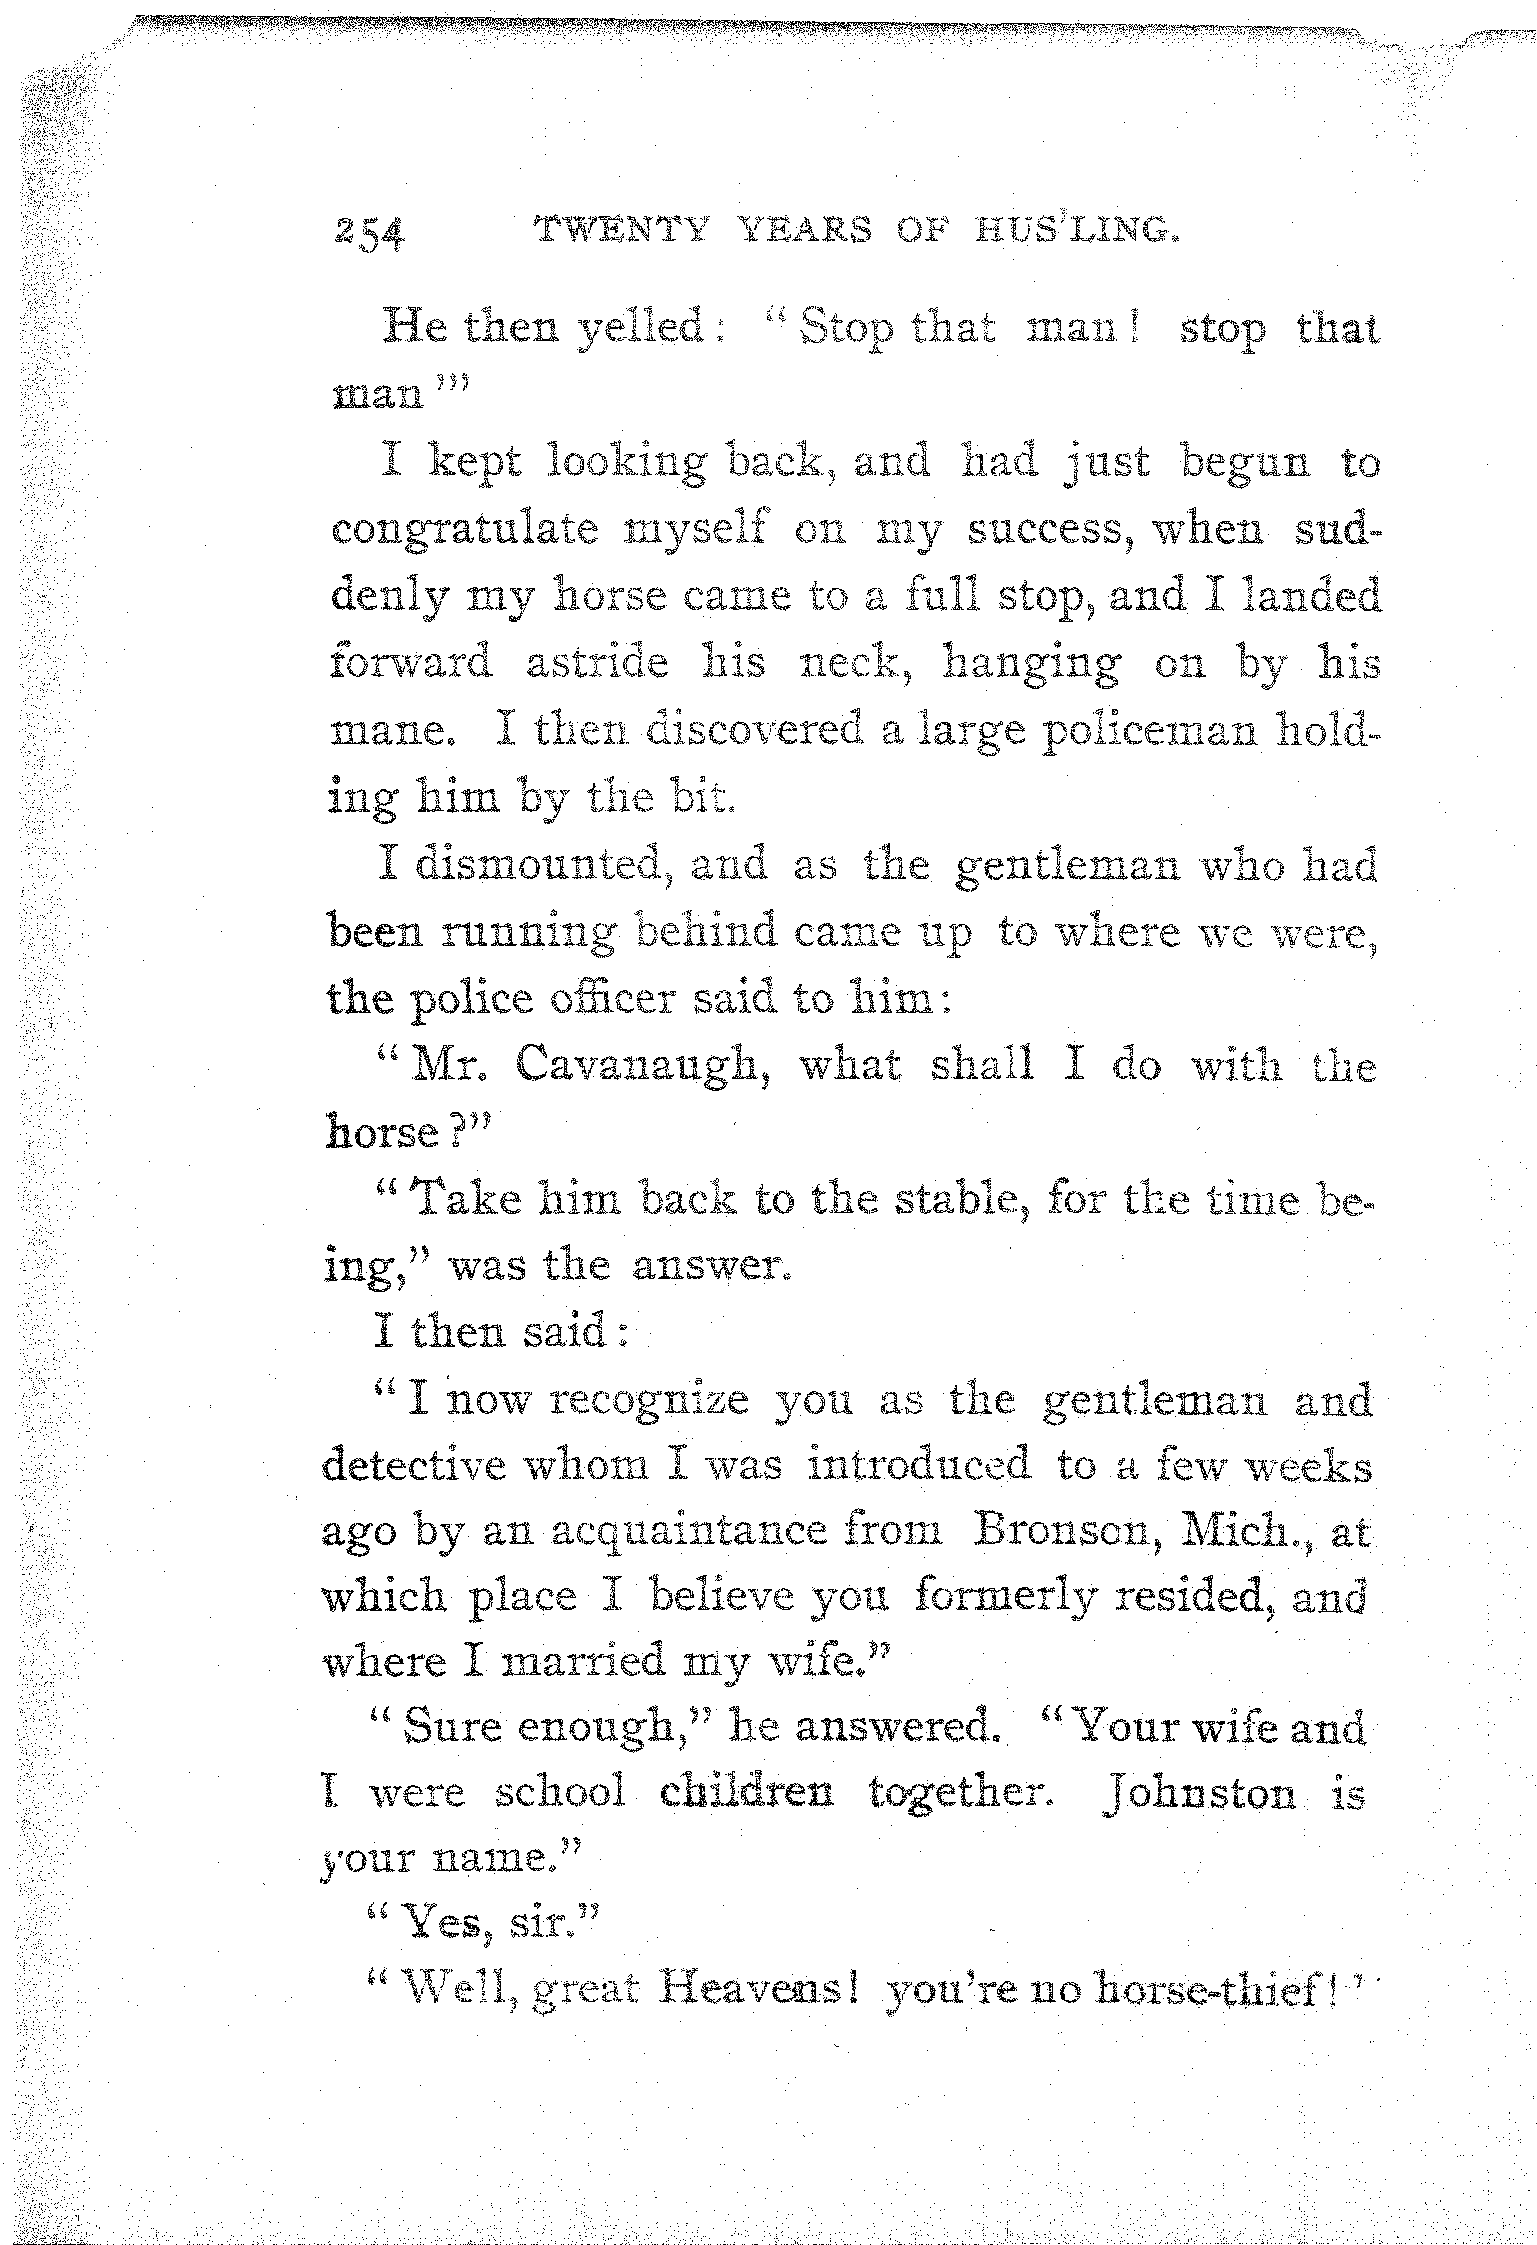 254 TWENTY YEARS OF HUS'LING.
He then yelled: "Stop that man! stop that
man'"
I kept looking back, and had just begun to
congratulate myself on my success, when sud-
denly my horse came to a full stop, and I landed
forward astride his neck, hanging on by his
mane. I then discovered a large policeman hold-
ing him by the bit.
I dismounted, and as the gentleman who had
been running behind came up to where we were,
the police officer said to him:
"Mr. Cavanaugh, what shall I do with the
horse?"
"Take him back to the stable, for the time be-
ing," was the answer.
I then said:
"I now recognize you as the gentleman and
detective whom I was introduced to a few weeks
ago by an acquaintance from Bronson, Mich., at
which place I believe you formerly resided, and
where I married my wife."
"Sure enough," he answered. "Your wife and
I were school children together. Johnston is
your name."
"Yes, sir."
"Well, great Heavens! you're no horse-thief!'